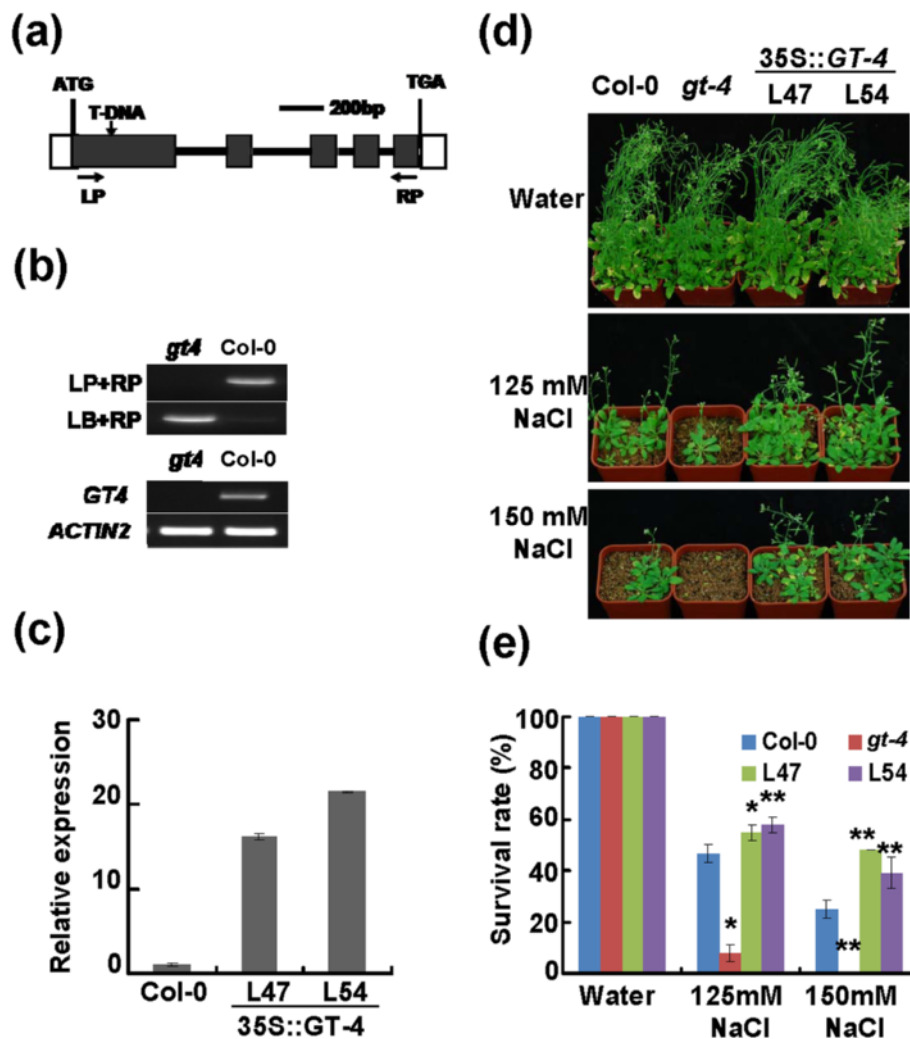 (a)
ATG
TGA
T-DNA
200bp
LP
RP
(b)
gt4 Col-0
LP+RP
LB+RP
gt4 Col-0
GT4
ACTIN2
(c)
Relative expression
30
20
10
0
Col-0 L47 L54
35S::GT-4
(d)
35S::GT-4
Col-0 gt-4 L47 L54
Water
125 mM
NaCl
150 mM
NaCl
(e)
Survival rate (%)
100
80
60
40
20
0
Col-0 gt-4
L47 L54
* ** *
** ** **
Water 125mM 150mM
NaCl NaCl